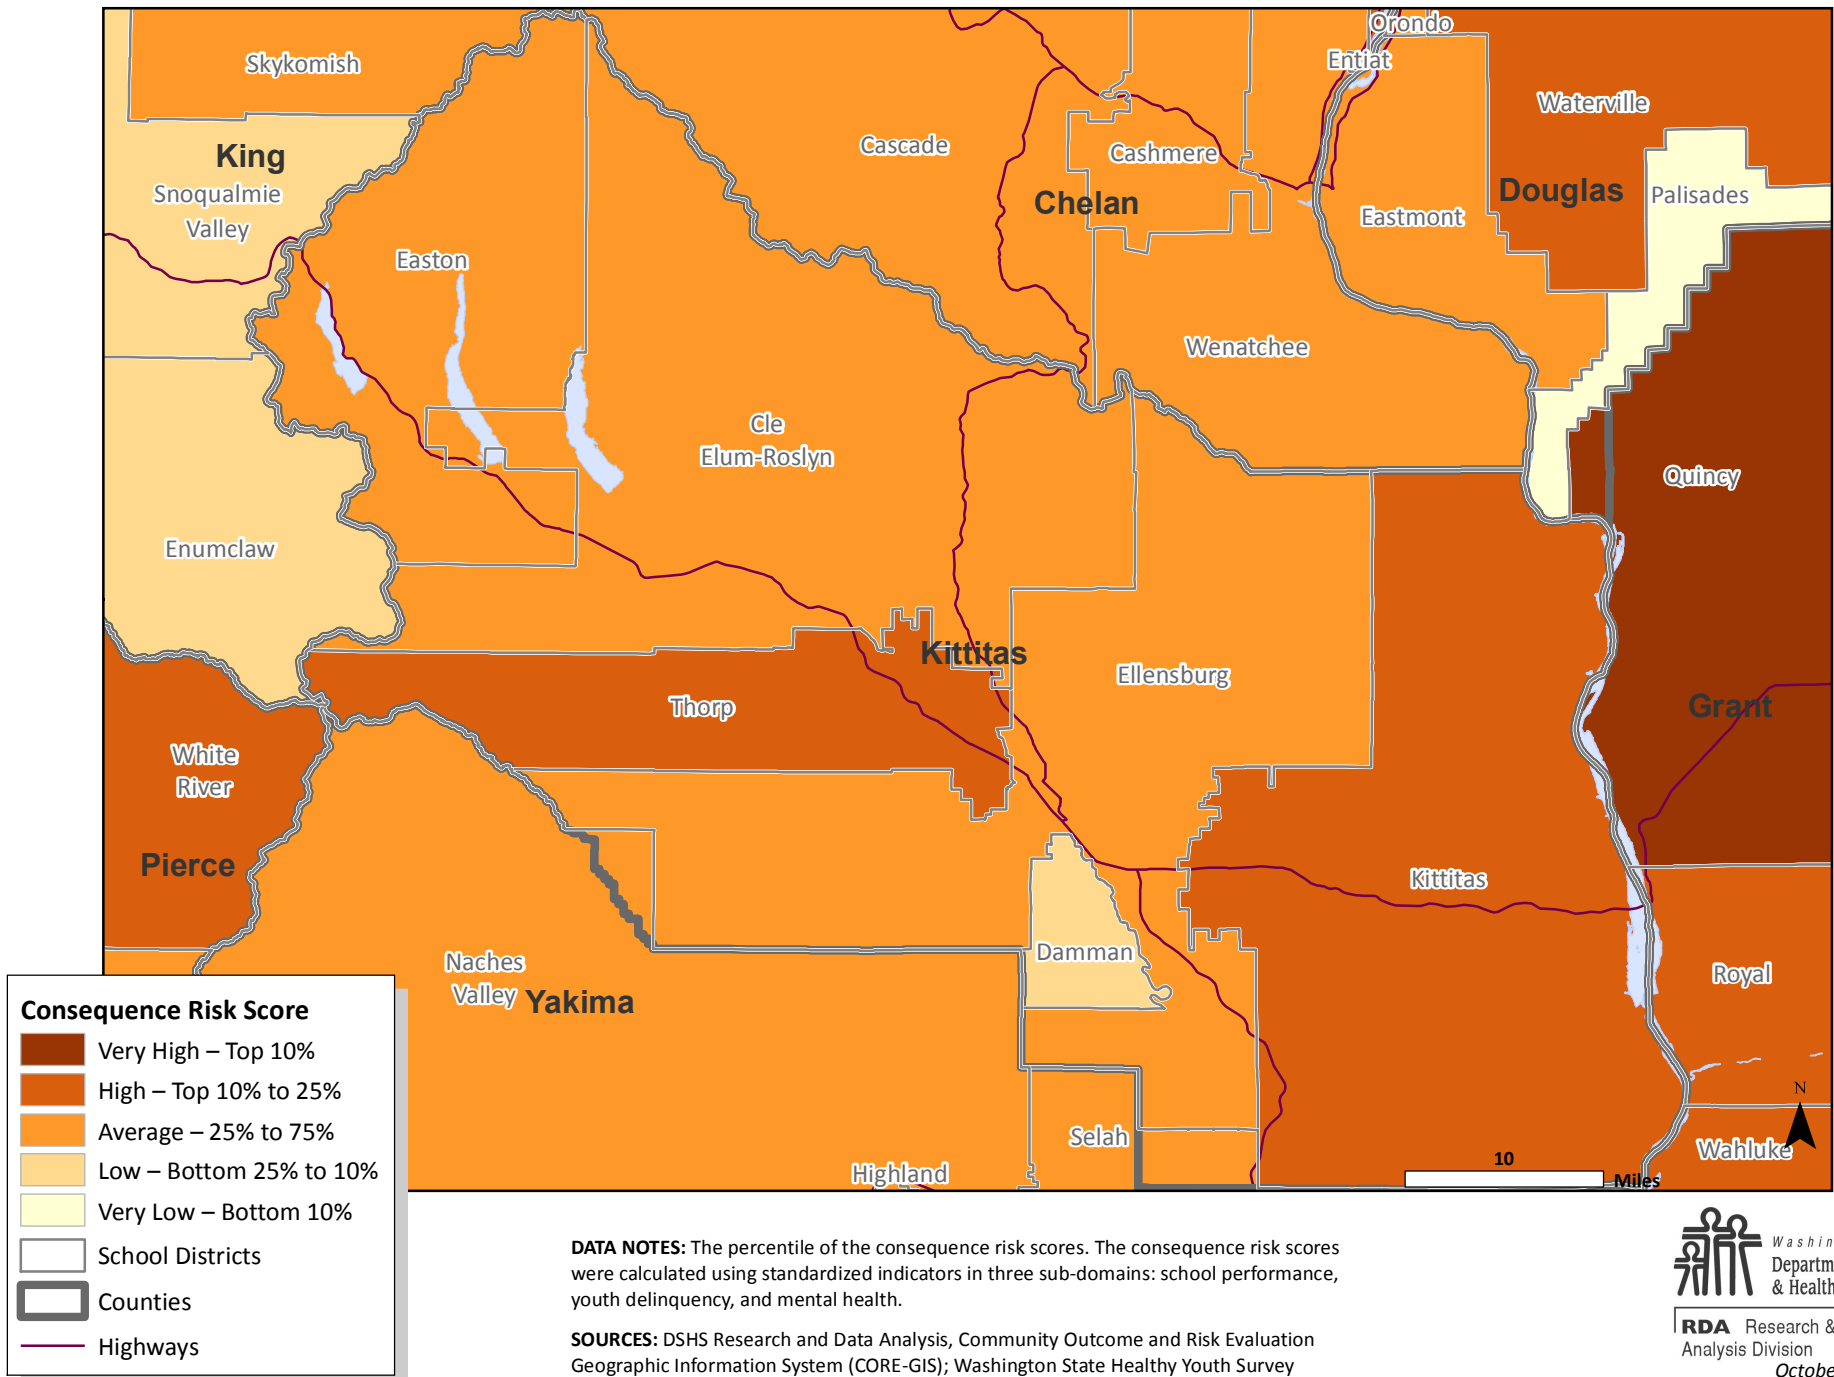 Orondo
Skykomish
Entiat
Waterville
Cascade
Cashmere
King
Snoqualmie
Valley
Chelan
Douglas
Palisades
Eastmont
Easton
Wenatchee
Cle
Elum-Roslyn
Quincy
Enumclaw
Kittitas
Ellensburg
Thorp
Grant
White
River
Pierce
Kittitas
Damman
Naches
Valley
Yakima
Royal
Selah
Highland
Wahluke
N
10
Miles
Consequence Risk Score
Very High – Top 10%
High – Top 10% to 25%
Average – 25% to 75%
Low – Bottom 25% to 10%
Very Low – Bottom 10%
School Districts
Counties
Highways
DATA NOTES: The percentile of the consequence risk scores. The consequence risk scores
were calculated using standardized indicators in three sub-domains: school performance,
youth delinquency, and mental health.
SOURCES: DSHS Research and Data Analysis, Community Outcome and Risk Evaluation
Geographic Information System (CORE-GIS); Washington State Healthy Youth Survey
Washin
Departm
& Health
RDA Research &
Analysis Division
Octobe